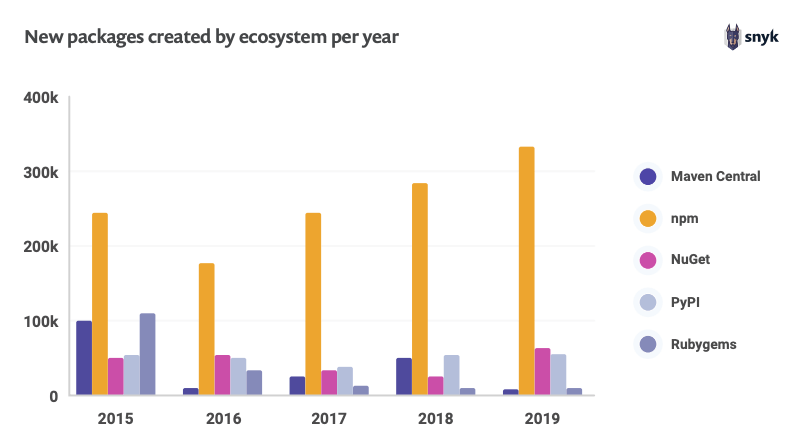 New packages created by ecosystem per year
snyk
400k
300k
200k
100k
0
2015 2016 2017 2018 2019
Maven Central
npm
NuGet
PyPI
Rubygems